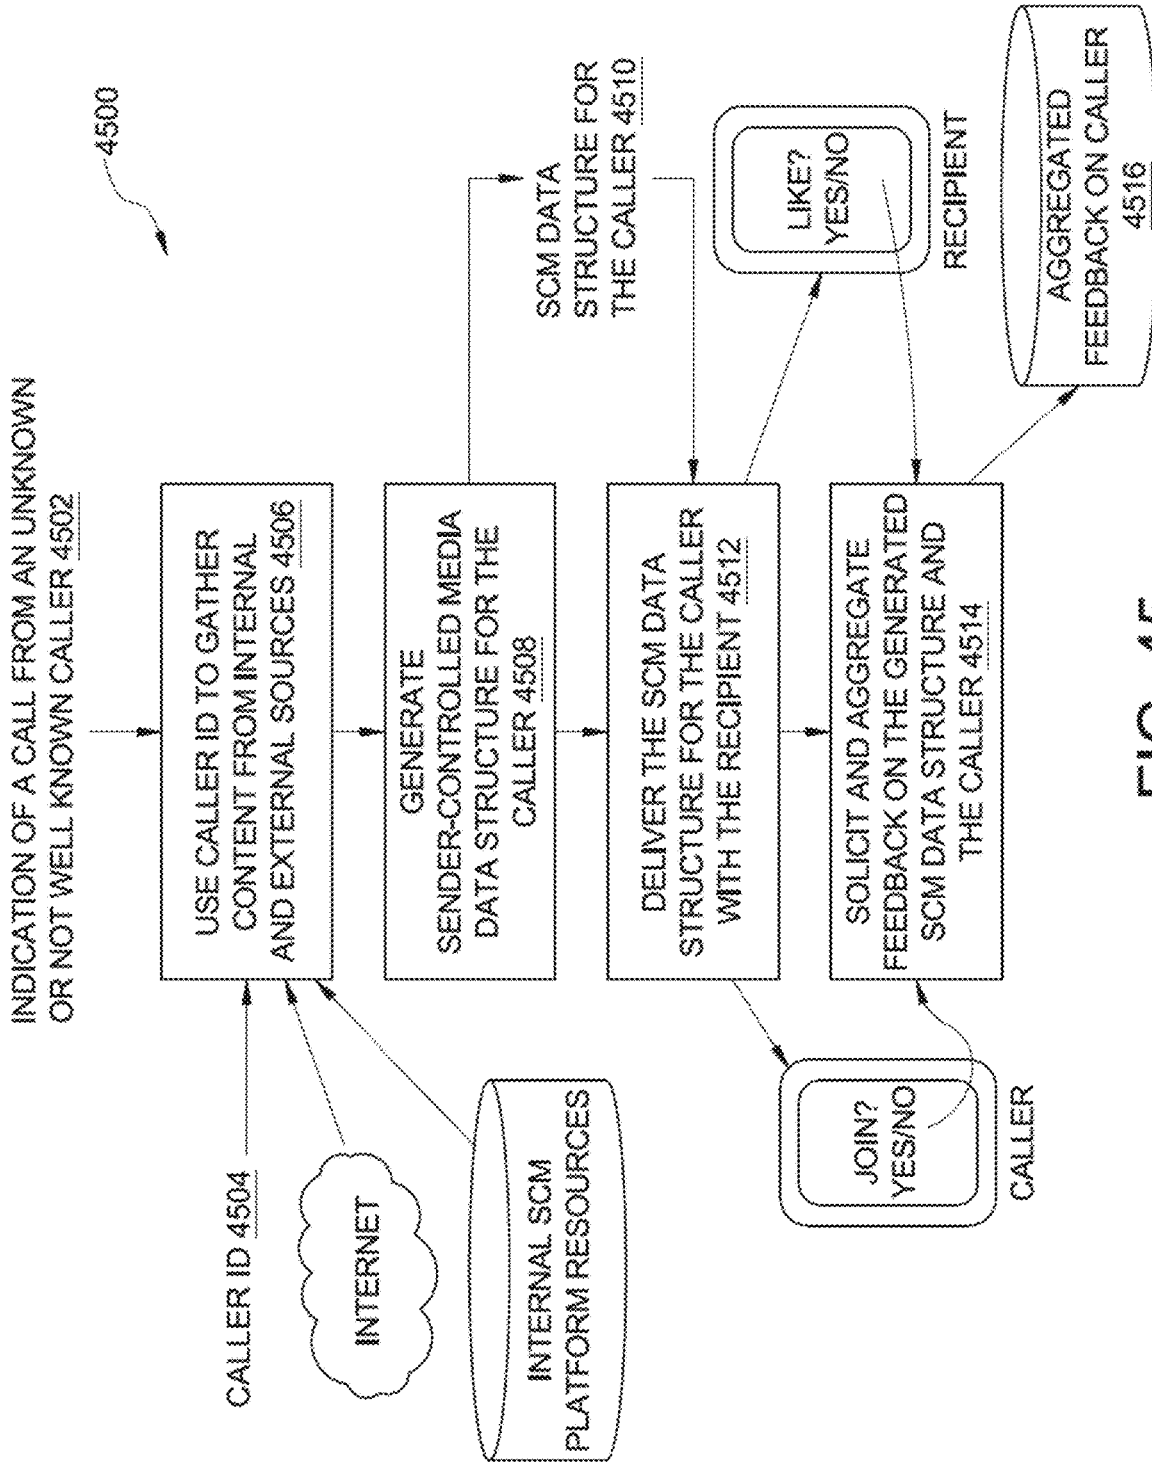 4500
INDICATION OF A CALL FROM AN UNKNOWN
OR NOT WELL KNOWN CALLER 4502
CALLER ID 4504
INTERNET
INTERNAL SCM
PLATFORM RESOURCES
USE CALLER ID TO GATHER
CONTENT FROM INTERNAL
AND EXTERNAL SOURCES 4506
GENERATE
SENDER-CONTROLLED MEDIA
DATA STRUCTURE FOR THE
CALLER 4508
SCM DATA
STRUCTURE FOR
THE CALLER 4510
DELIVER THE SCM DATA
STRUCTURE FOR THE CALLER
WITH THE RECIPIENT 4512
LIKE?
YES/NO
RECIPIENT
JOIN?
YES/NO
CALLER
SOLICIT AND AGGREGATE
FEEDBACK ON THE GENERATED
SCM DATA STRUCTURE AND
THE CALLER 4514
AGGREGATED
FEEDBACK ON CALLER
4516